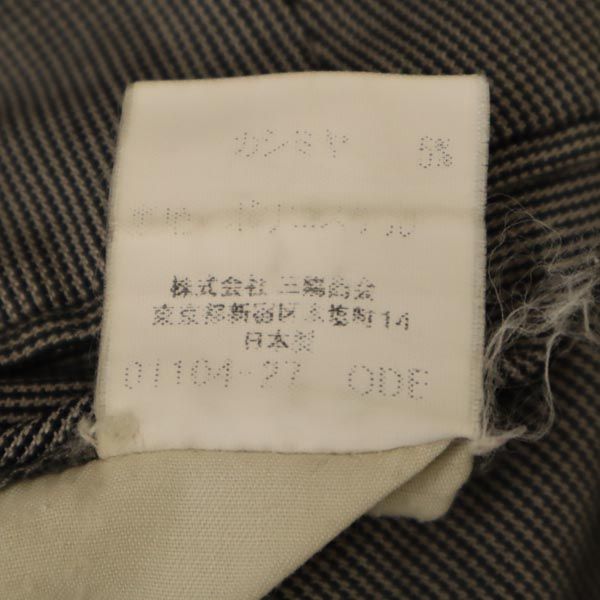 カシミヤ 5%
株式会社 三陽商会
東京都新宿区本塩町14
日本製
01104-27 ODE